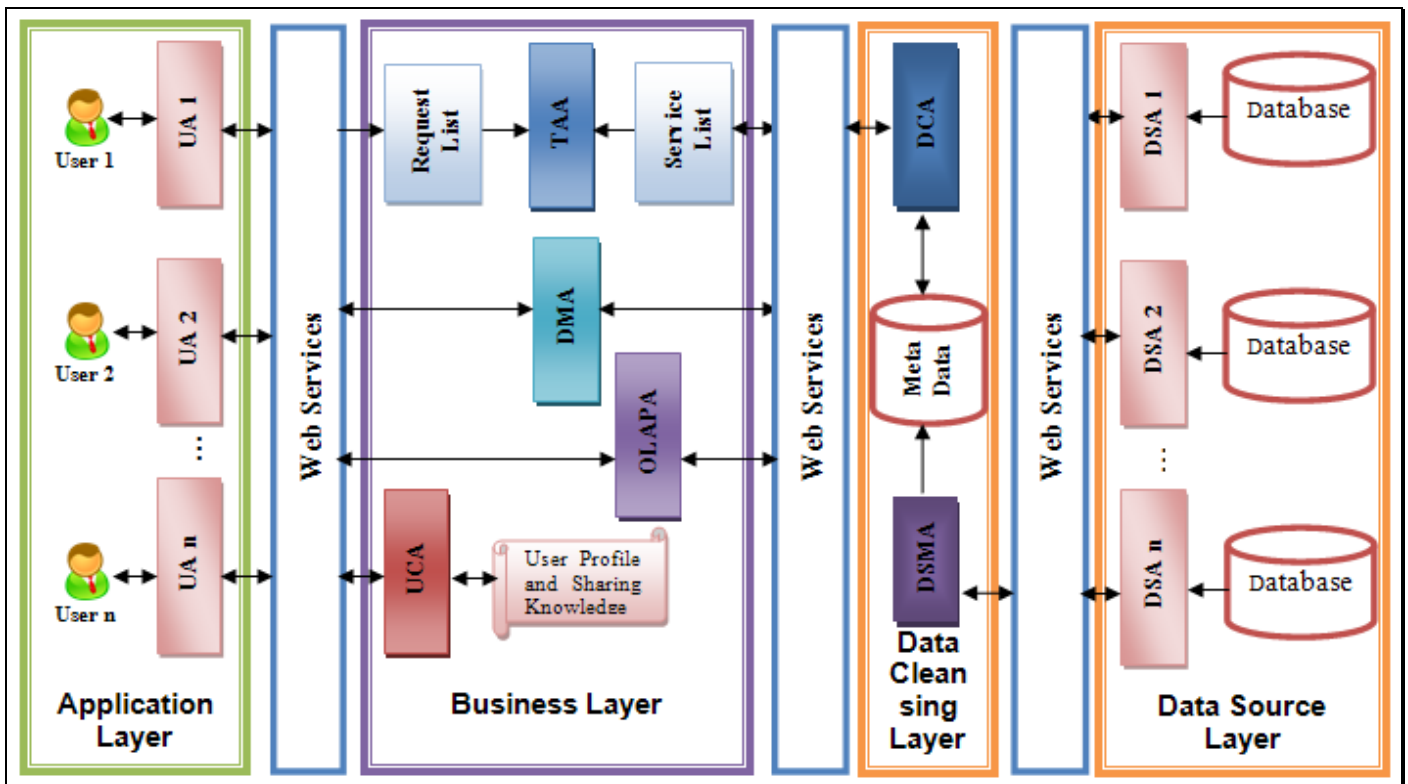 User 1
UA 1
User 2
UA 2
...
User n
UA n
Application
Layer
Web Services
Request
List
TAA
Service
List
DMA
OLAPA
UCA
User Profile
and Sharing
Knowledge
Business Layer
Web Services
DCA
Meta
Data
DSMA
Data
Clean
sing
Layer
Web Services
DSA 1
Database
DSA 2
Database
...
DSA n
Database
Data Source
Layer